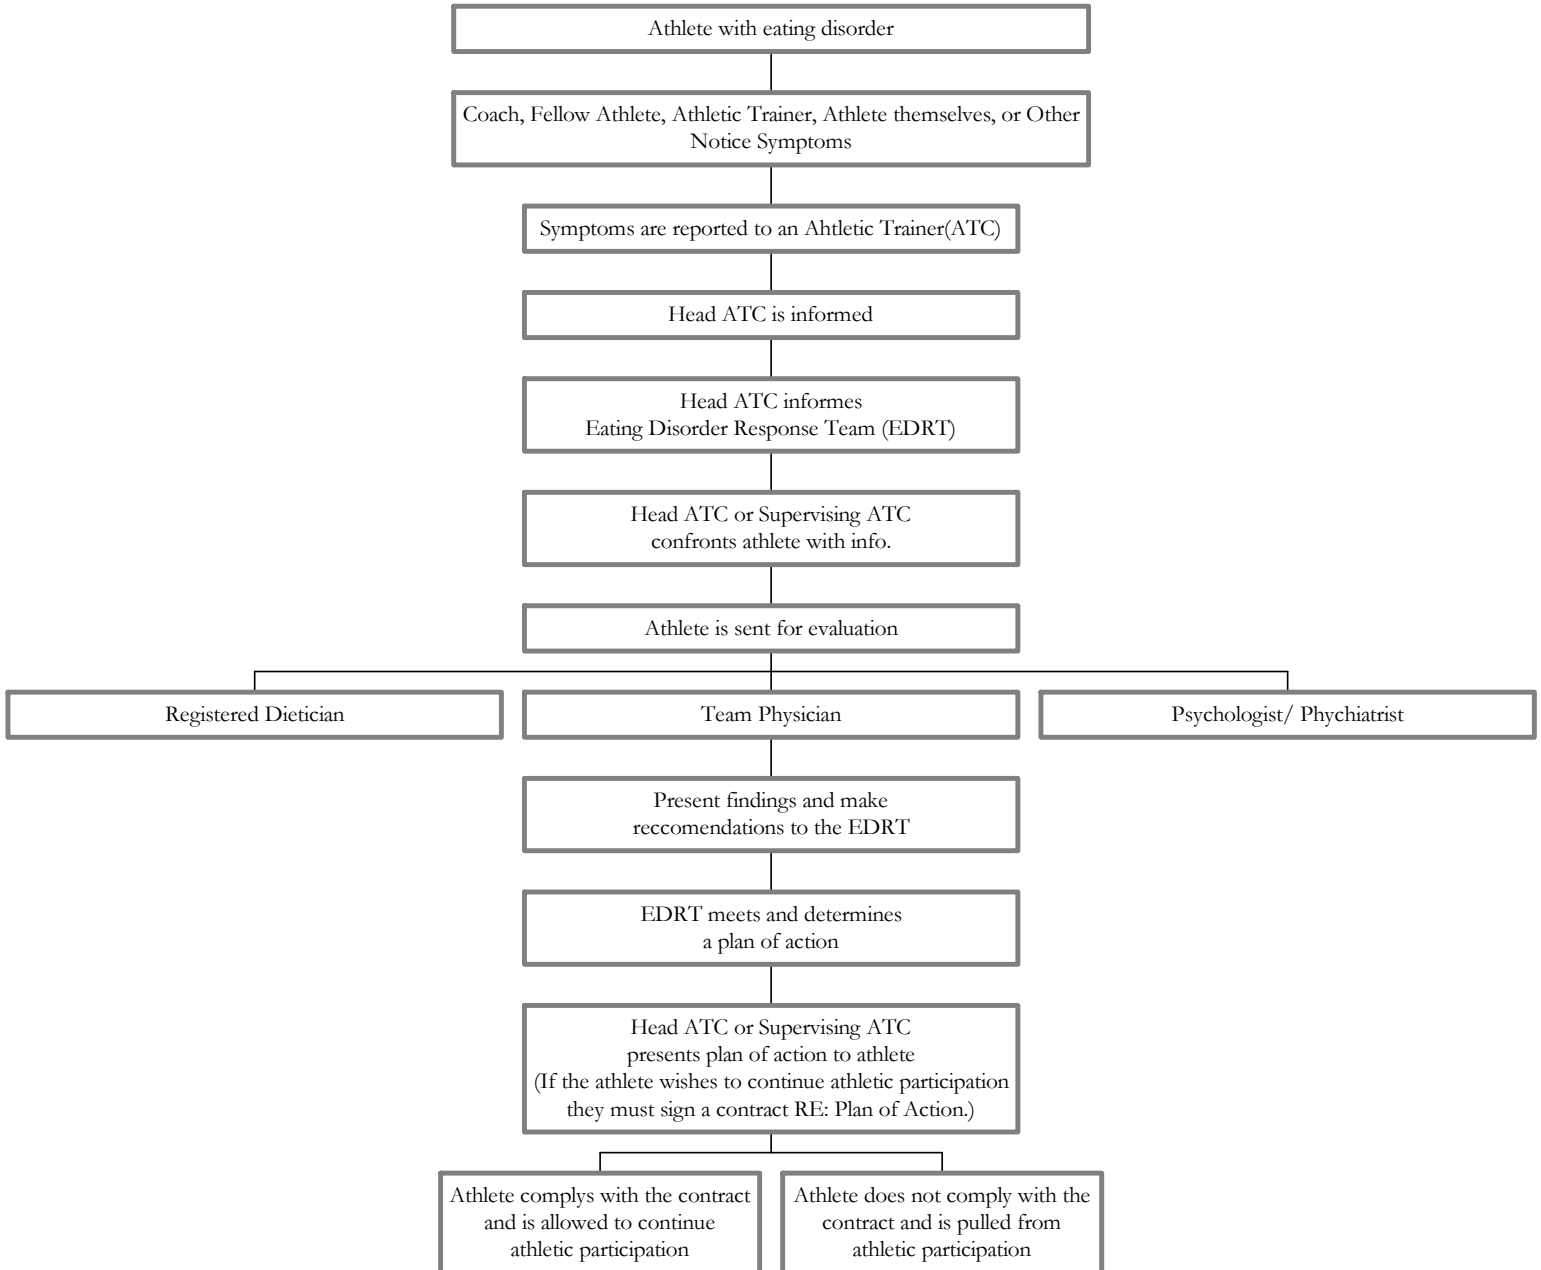 Athlete with eating disorder
Coach, Fellow Athlete, Athletic Trainer, Athlete themselves, or Other
Notice Symptoms
Symptoms are reported to an Ahtletic Trainer(ATC)
Head ATC is informed
Head ATC informes
Eating Disorder Response Team (EDRT)
Head ATC or Supervising ATC
confronts athlete with info.
Athlete is sent for evaluation
Registered Dietician
Team Physician
Psychologist/ Phychiatrist
Present findings and make
reccomendations to the EDRT
EDRT meets and determines
a plan of action
Head ATC or Supervising ATC
presents plan of action to athlete
(If the athlete wishes to continue athletic participation
they must sign a contract RE: Plan of Action.)
Athlete complys with the contract
and is allowed to continue
athletic participation
Athlete does not comply with the
contract and is pulled from
athletic participation